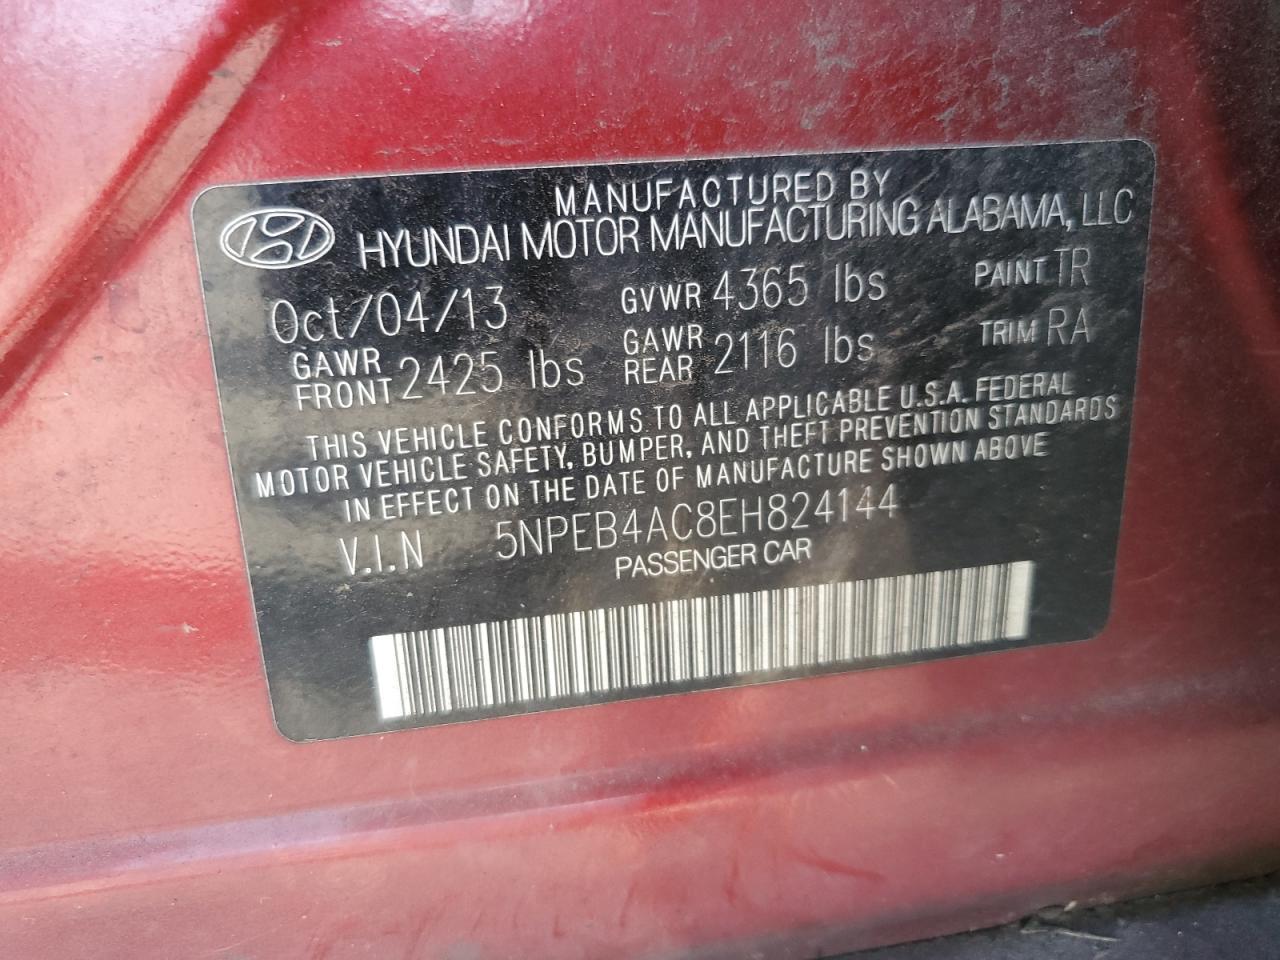 MANUFACTURED BY
HYUNDAI MOTOR MANUFACTURING ALABAMA, LLC
Oct/04/13 GVWR 4365 lbs PAINT TR
GAWR FRONT 2425 lbs GAWR REAR 2116 lbs TRIM RA
THIS VEHICLE CONFORMS TO ALL APPLICABLE U.S.A. FEDERAL
MOTOR VEHICLE SAFETY, BUMPER, AND THEFT PREVENTION STANDARDS
IN EFFECT ON THE DATE OF MANUFACTURE SHOWN ABOVE
V.I.N 5NPEB4AC8EH824144
PASSENGER CAR